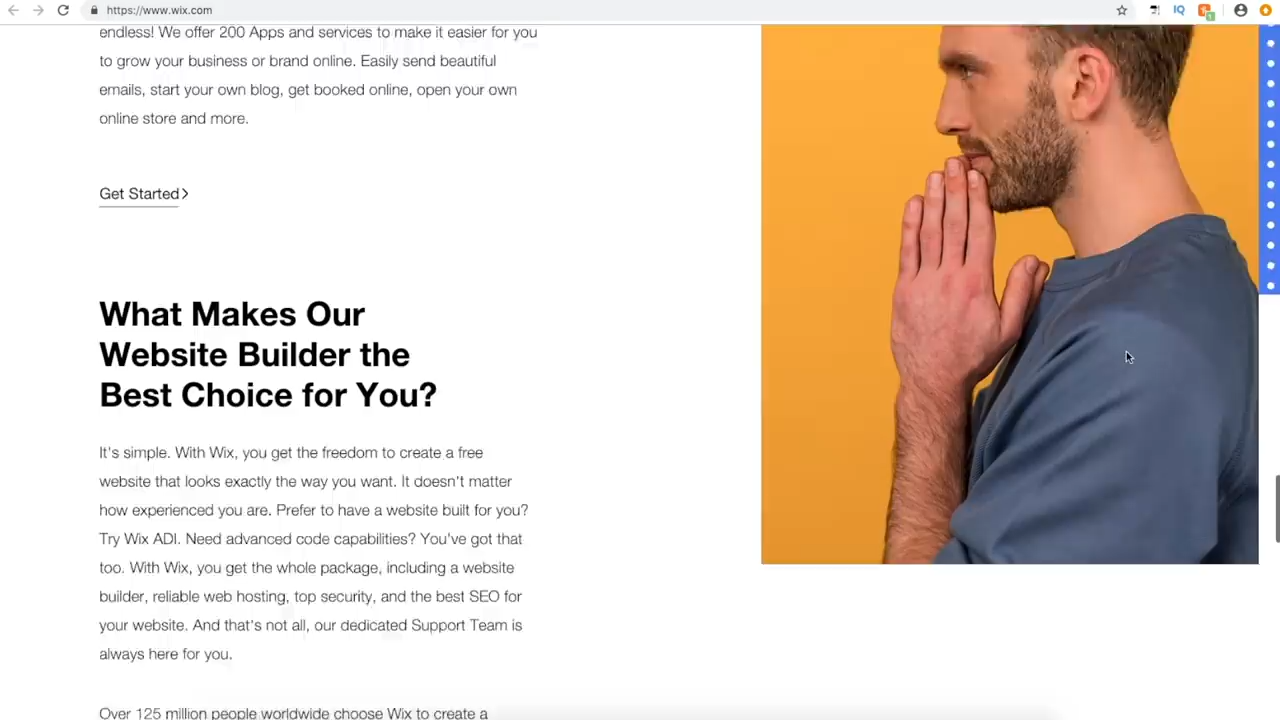 https://www.wix.com
IQ
1
endless! We offer 200 Apps and services to make it easier for you
to grow your business or brand online. Easily send beautiful
emails, start your own blog, get booked online, open your own
online store and more.
Get Started
What Makes Our
Website Builder the
Best Choice for You?
It's simple. With Wix, you get the freedom to create a free
website that looks exactly the way you want. It doesn't matter
how experienced you are. Prefer to have a website built for you?
Try Wix ADI. Need advanced code capabilities? You've got that
too. With Wix, you get the whole package, including a website
builder, reliable web hosting, top security, and the best SEO for
your website. And that's not all, our dedicated Support Team is
always here for you.
Over 125 million people worldwide choose Wix to create a